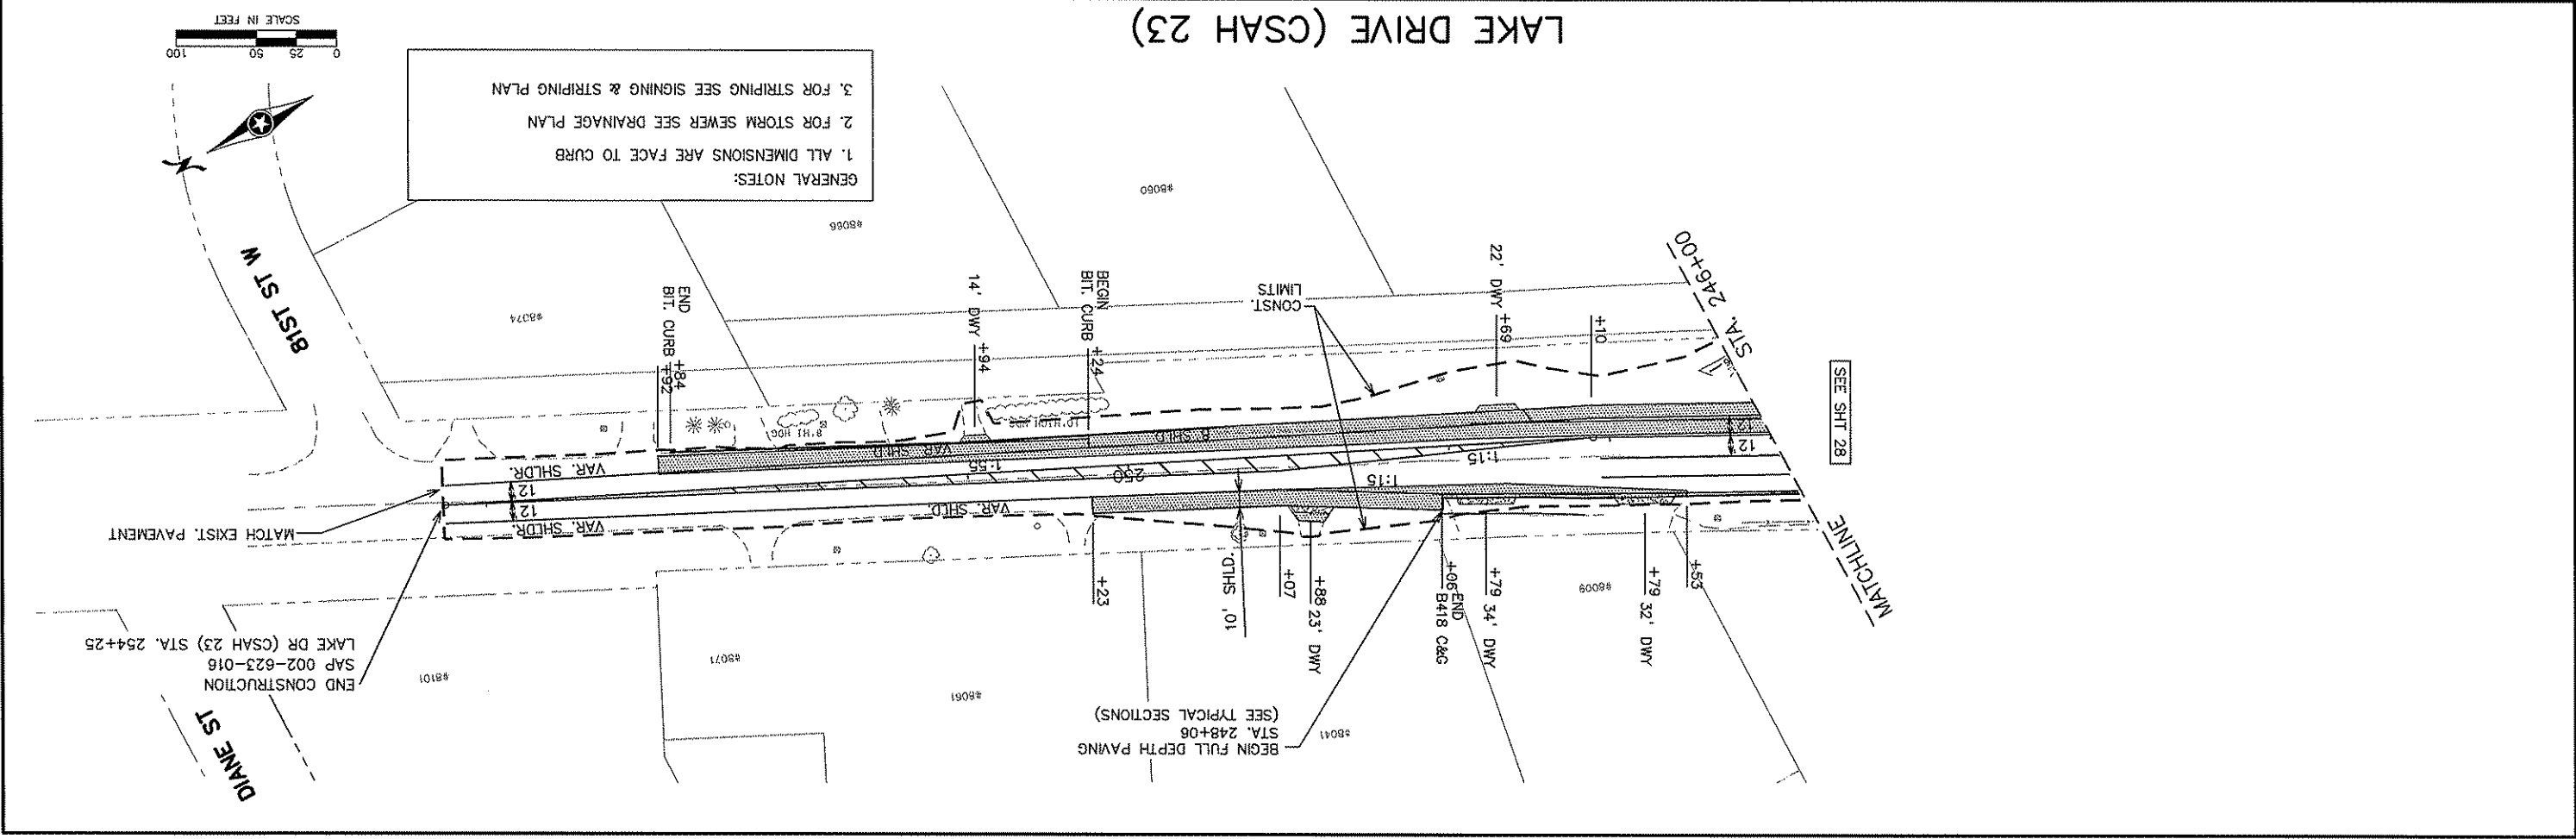 LAKE DRIVE (CSAH 23)
0 25 50 100
SCALE IN FEET
GENERAL NOTES:
1. ALL DIMENSIONS ARE FACE TO CURB
2. FOR STORM SEWER SEE DRAINAGE PLAN
3. FOR STRIPING SEE SIGNING & STRIPING PLAN
BEGIN FULL DEPTH PAVING
STA. 248+06
(SEE TYPICAL SECTIONS)
END CONSTRUCTION
SAP 002-623-016
LAKE DR (CSAH 23) STA. 254+25
DIANE ST
#8041
#8061
#8071
#8101
#8009
MATCHLINE
STA. 246+00
SEE SHT 28
+53
+79 32' DWY
+79 34' DWY
+06 END
B418 C&G
+88 23' DWY
+07
10' SHLD.
+23
MATCH EXIST. PAVEMENT
VAR. SHLDR.
VAR. SHLD
12'
12'
1:15
1:15
250
1:55
12
12
VAR. SHLDR.
VAR. SHLD
8' SHLD
10' HIGH HDG
8' HI HDG
+10
22' DWY +69
CONST.
LIMITS
BEGIN
BIT. CURB +24
14' DWY +94
END
BIT. CURB +92
+84
#8060
#8066
#8074
81ST ST W